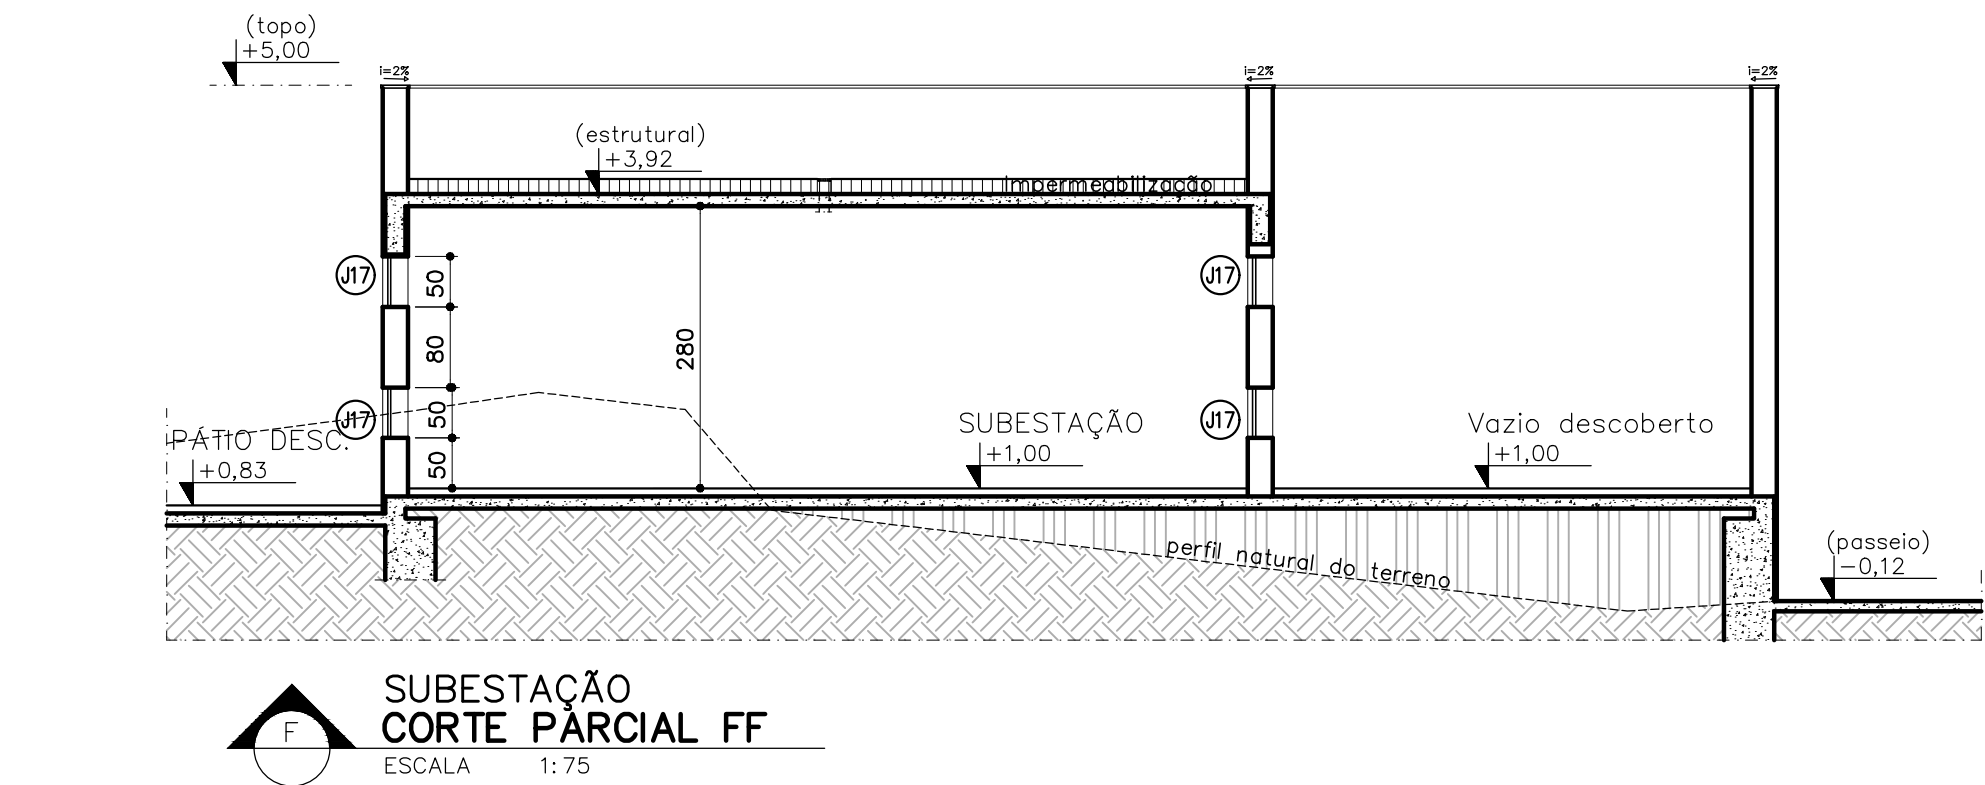 (topo)
+5,00
i=2%
i=2%
i=2%
(estrutural)
+3,92
Impermeabilização
J17
50
J17
80
280
J17
50
J17
SUBESTAÇÃO
Vazio descoberto
PÁTIO DESC.
+0,83
50
+1,00
+1,00
perfil natural do terreno
(passeio)
−0,12
SUBESTAÇÃO
F
CORTE PARCIAL FF
ESCALA 1:75